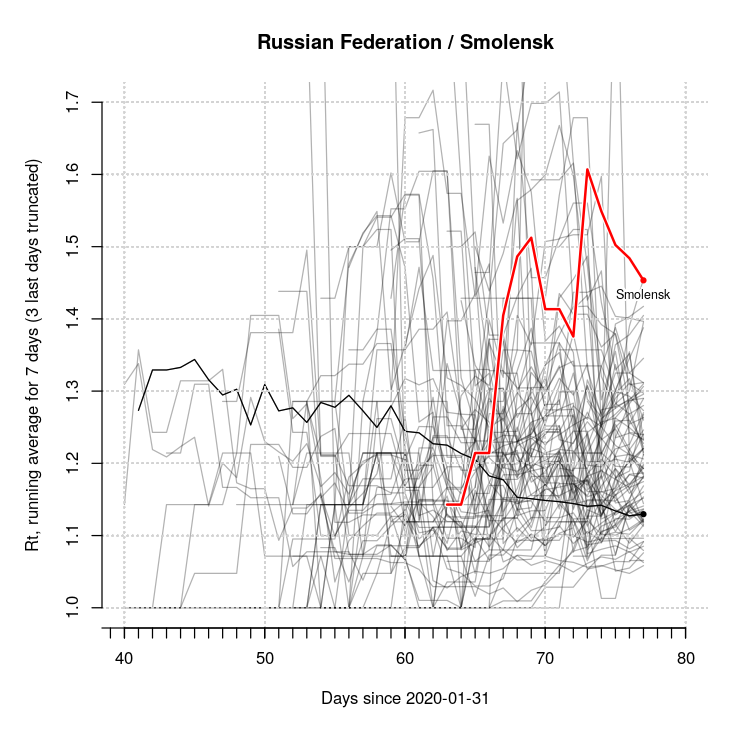 Russian Federation / Smolensk
Rt, running average for 7 days (3 last days truncated)
1.7
1.6
1.5
1.4
1.3
1.2
1.1
1.0
Smolensk
40 50 60 70 80
Days since 2020-01-31